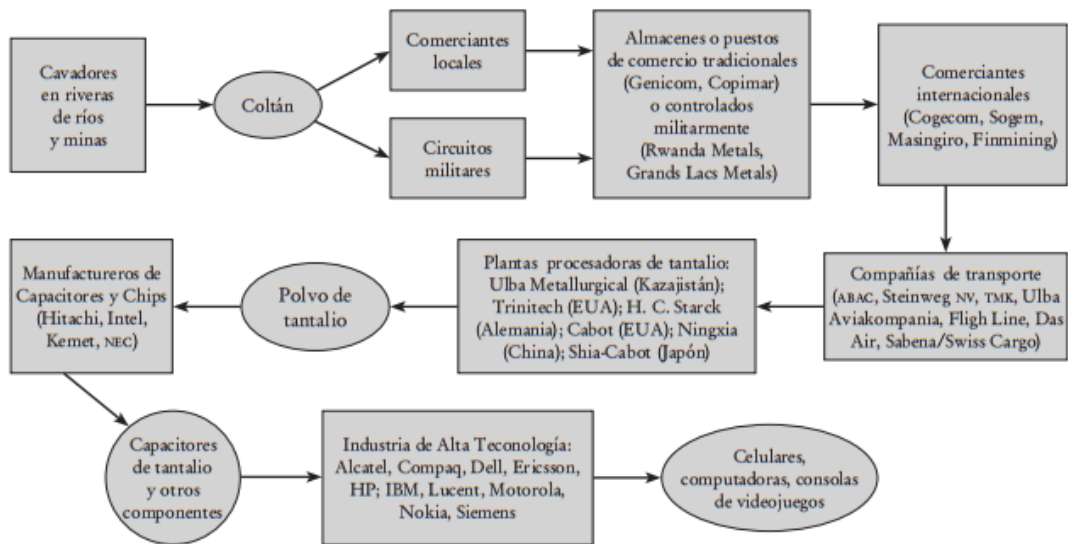 Cavadores
en riveras
de ríos
y minas
Coltán
Comerciantes
locales
Circuitos
militares
Almacenes o puestos
de comercio tradicionales
(Genicom, Copimar)
o controlados
militarmente
(Rwanda Metals,
Grands Lacs Metals)
Comerciantes
internacionales
(Cogecom, Sogem,
Masingiro, Finmining)
Compañías de transporte
(ABAC, Steinweg NV, TMK, Ulba
Aviakompania, Fligh Line, Das
Air, Sabena/Swiss Cargo)
Plantas procesadoras de tantalio:
Ulba Metallurgical (Kazajistán);
Trinitech (EUA); H. C. Starck
(Alemania); Cabot (EUA); Ningxia
(China); Shia-Cabot (Japón)
Polvo de
tantalio
Manufactureros de
Capacitores y Chips
(Hitachi, Intel,
Kemet, NEC)
Capacitores
de tantalio
y otros
componentes
Industria de Alta Teconología:
Alcatel, Compaq, Dell, Ericsson,
HP; IBM, Lucent, Motorola,
Nokia, Siemens
Celulares,
computadoras, consolas
de videojuegos